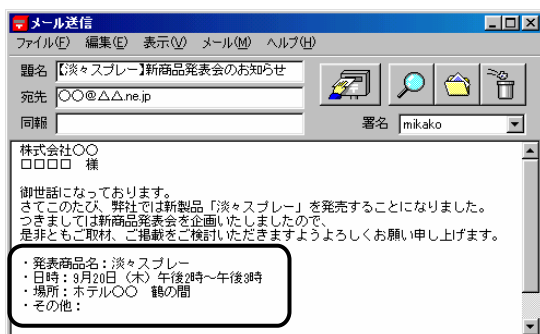 メール送信
ファイル(F) 編集(E) 表示(V) メール(M) ヘルプ(H)
題名 【淡々スプレー】新商品発表会のお知らせ
宛先 〇〇@△△ne.jp
同報
署名 mikako
株式会社〇〇
□□□□ 様
御世話になっております。
さてこのたび、弊社では新製品「淡々スプレー」を発売することになりました。
つきましては新商品発表会を企画いたしましたので、
是非ともご取材、ご掲載をご検討いただきますようよろしくお願い申し上げます。
・発表商品名:淡々スプレー
・日時:9月20日(木)午後2時~午後3時
・場所:ホテル〇〇 鶴の間
・その他: